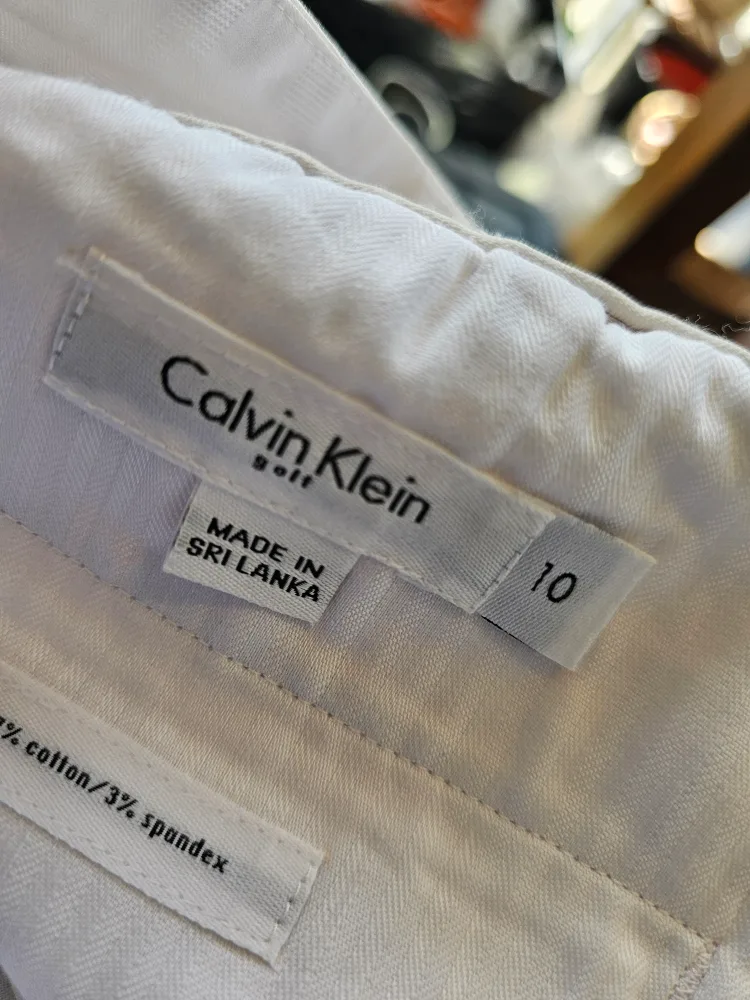 Calvin Klein
golf
10
MADE IN
SRI LANKA
% cotton/3% spandex